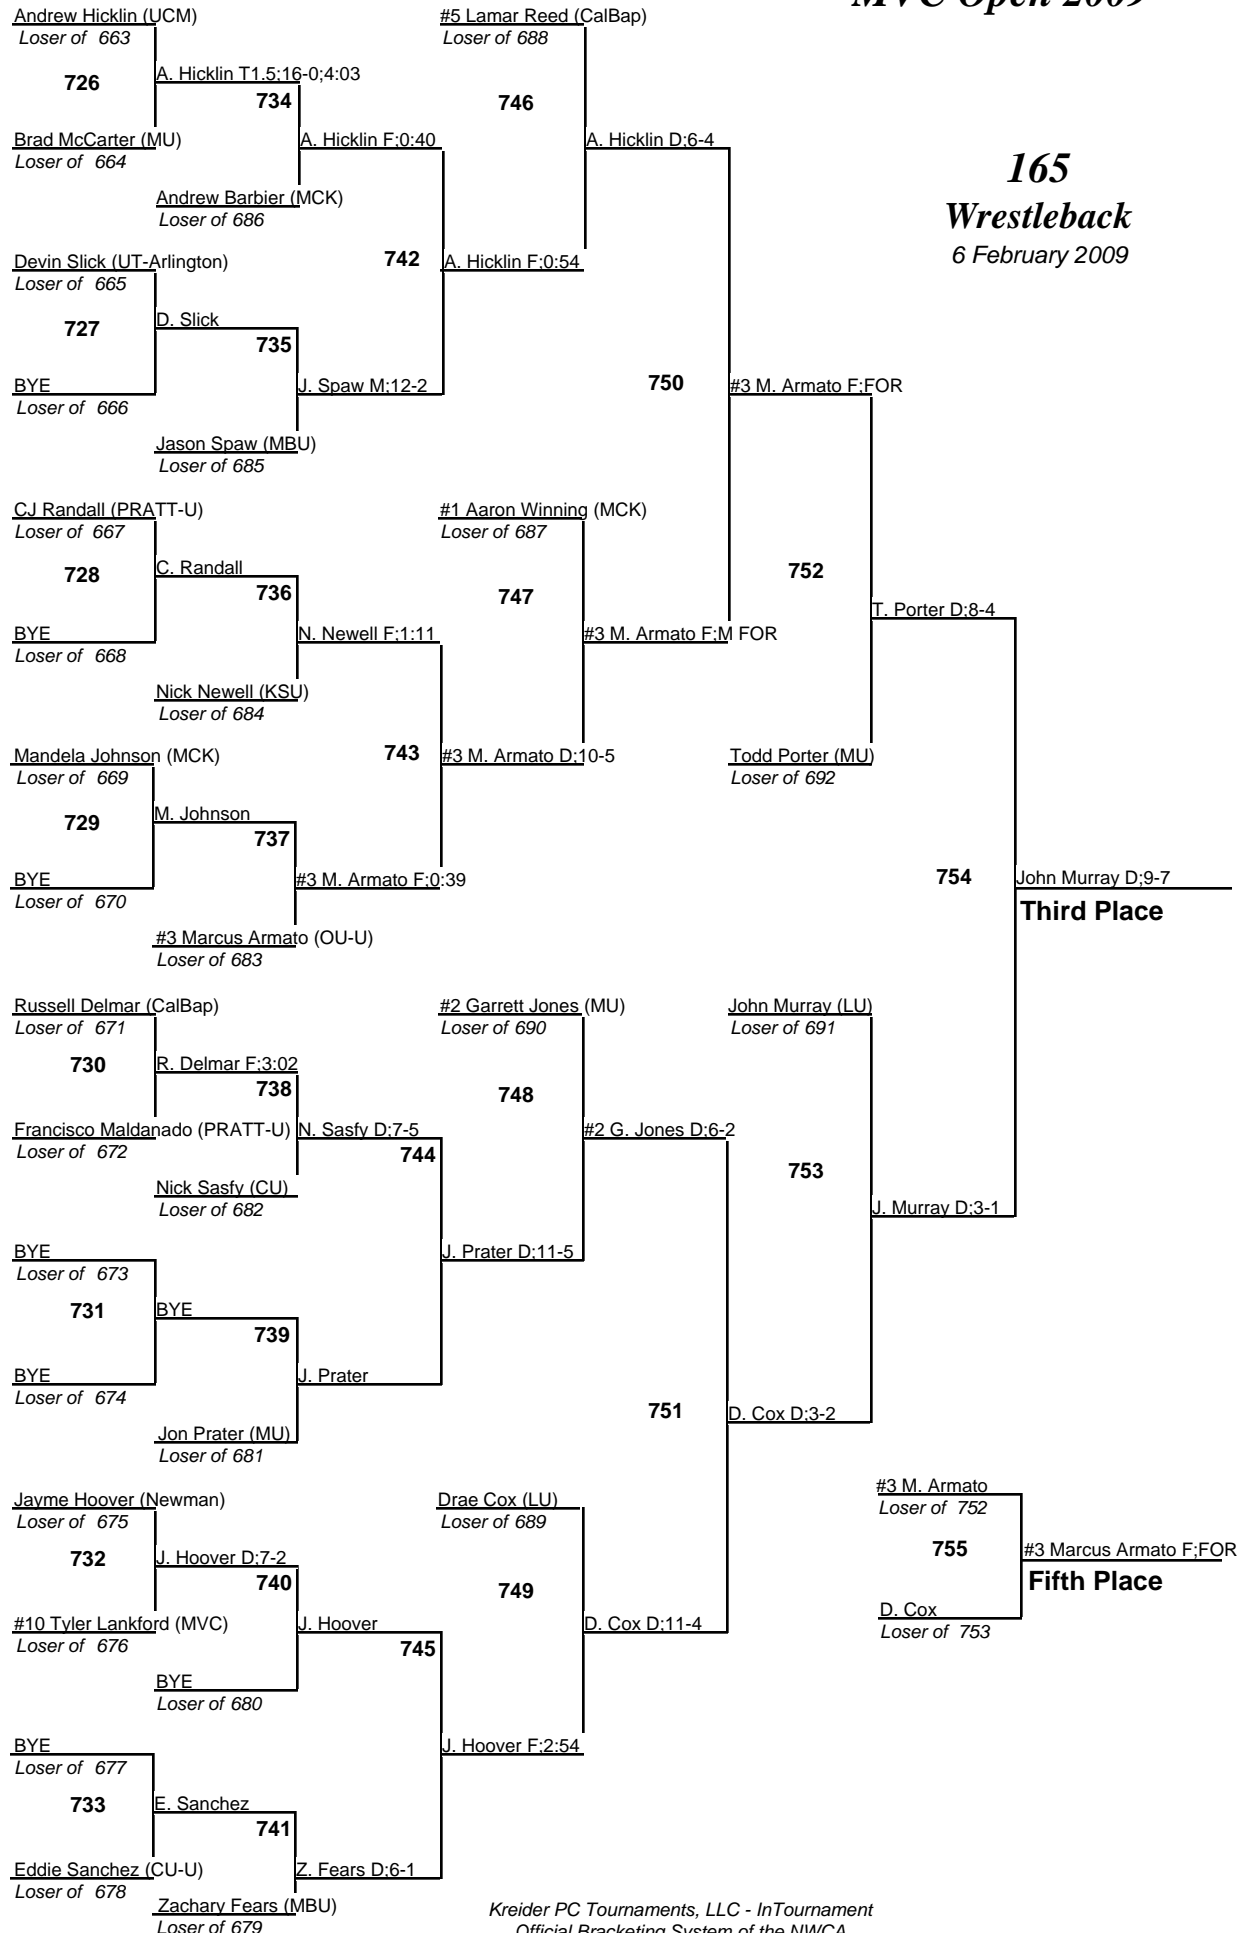 MVC Open 2009
165
Wrestleback
6 February 2009
Andrew Hicklin (UCM)
Loser of 663
726
A. Hicklin T1.5;16-0;4:03
734
Brad McCarter (MU)
Loser of 664
A. Hicklin F;0:40
Andrew Barbier (MCK)
Loser of 686
742
Devin Slick (UT-Arlington)
Loser of 665
727
D. Slick
735
BYE
Loser of 666
J. Spaw M;12-2
Jason Spaw (MBU)
Loser of 685
#5 Lamar Reed (CalBap)
Loser of 688
746
A. Hicklin D;6-4
A. Hicklin F;0:54
750
#3 M. Armato F;FOR
CJ Randall (PRATT-U)
Loser of 667
728
C. Randall
736
BYE
Loser of 668
N. Newell F;1:11
Nick Newell (KSU)
Loser of 684
743
Mandela Johnson (MCK)
Loser of 669
729
M. Johnson
737
BYE
Loser of 670
#3 M. Armato F;0:39
#3 Marcus Armato (OU-U)
Loser of 683
#1 Aaron Winning (MCK)
Loser of 687
747
#3 M. Armato F;M FOR
#3 M. Armato D;10-5
752
T. Porter D;8-4
Todd Porter (MU)
Loser of 692
754
John Murray D;9-7
Third Place
Russell Delmar (CalBap)
Loser of 671
730
R. Delmar F;3:02
738
Francisco Maldanado (PRATT-U)
Loser of 672
N. Sasfy D;7-5
744
Nick Sasfy (CU)
Loser of 682
BYE
Loser of 673
731
BYE
739
BYE
Loser of 674
J. Prater
Jon Prater (MU)
Loser of 681
#2 Garrett Jones (MU)
Loser of 690
748
#2 G. Jones D;6-2
J. Prater D;11-5
John Murray (LU)
Loser of 691
753
J. Murray D;3-1
751
D. Cox D;3-2
Jayme Hoover (Newman)
Loser of 675
732
J. Hoover D;7-2
740
#10 Tyler Lankford (MVC)
Loser of 676
J. Hoover
745
BYE
Loser of 680
BYE
Loser of 677
733
E. Sanchez
741
Eddie Sanchez (CU-U)
Loser of 678
Z. Fears D;6-1
Zachary Fears (MBU)
Loser of 679
Drae Cox (LU)
Loser of 689
749
D. Cox D;11-4
J. Hoover F;2:54
#3 M. Armato
Loser of 752
755
#3 Marcus Armato F;FOR
Fifth Place
D. Cox
Loser of 753
Kreider PC Tournaments, LLC - InTournament
Official Bracketing System of the NWCA